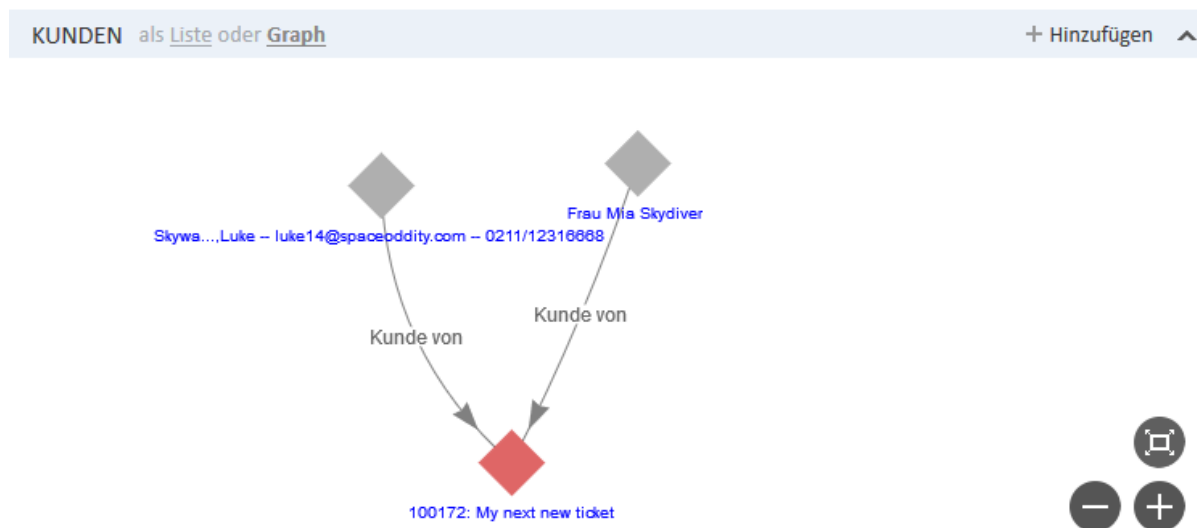 KUNDEN als Liste oder Graph + Hinzufügen
Frau Mia Skydiver
Skywa...,Luke -- luke14@spaceoddity.com -- 0211/12316668
Kunde von
Kunde von
100172: My next new ticket